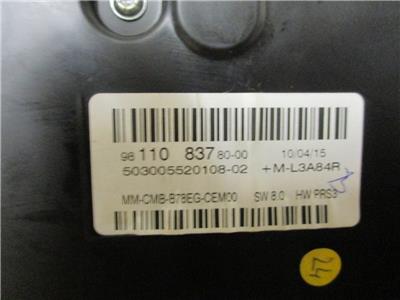 98 110 837 80-00 10/04/15
503005520108-02 +M-L3A84R
MM-CMB-B78EG-CEM00 SW 8.0 HW PRS3
24